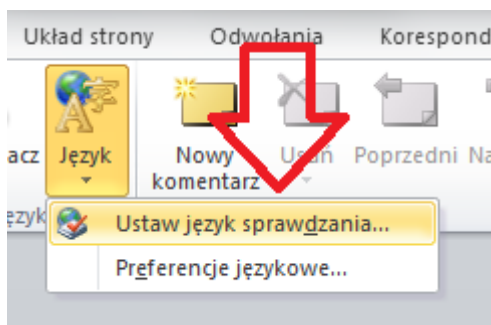 Układ strony Odwołania Korespond
acz Język Nowy komentarz Usuń Poprzedni Na
ęzyk
Ustaw język sprawdzania...
Preferencje językowe...